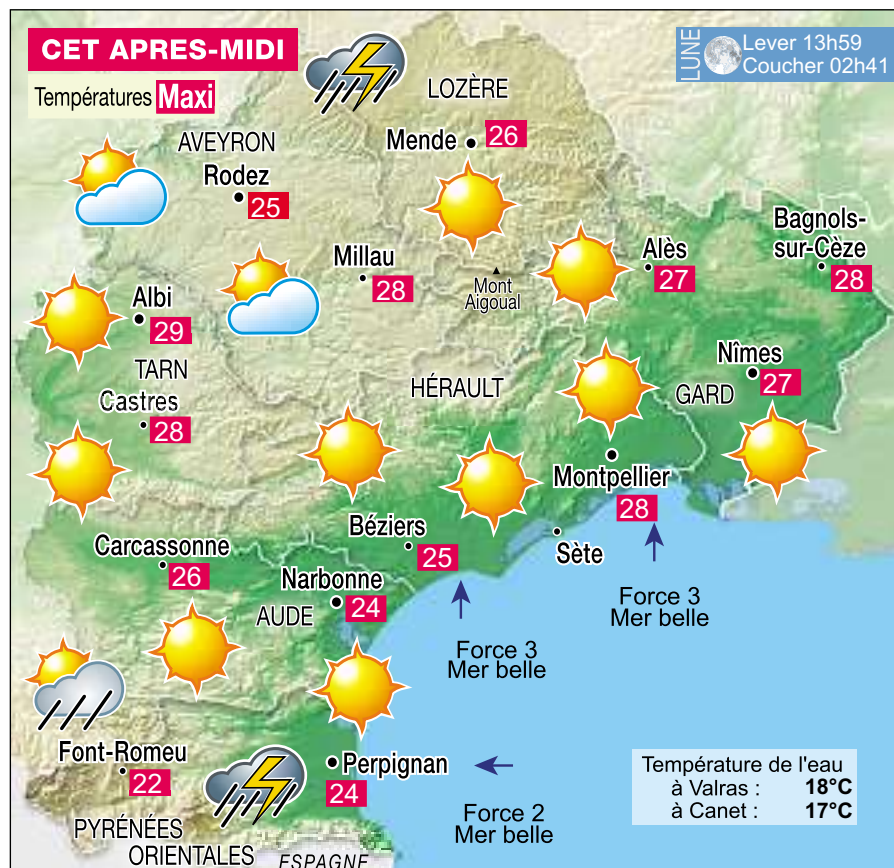 CET APRES-MIDI
Températures Maxi
LUNE
Lever 13h59
Coucher 02h41
LOZÈRE
Mende
26
AVEYRON
Rodez
25
Millau
28
Mont
Aigoual
Alès
27
Bagnols-
sur-Cèze
28
Albi
29
TARN
Castres
28
HÉRAULT
GARD
Nîmes
27
Montpellier
28
Sète
Béziers
25
Carcassonne
26
Narbonne
24
AUDE
Force 3
Mer belle
Force 3
Mer belle
Font-Romeu
22
Perpignan
24
Force 2
Mer belle
Température de l'eau
à Valras : 18°C
à Canet : 17°C
PYRÉNÉES
ORIENTALES
ESPAGNE